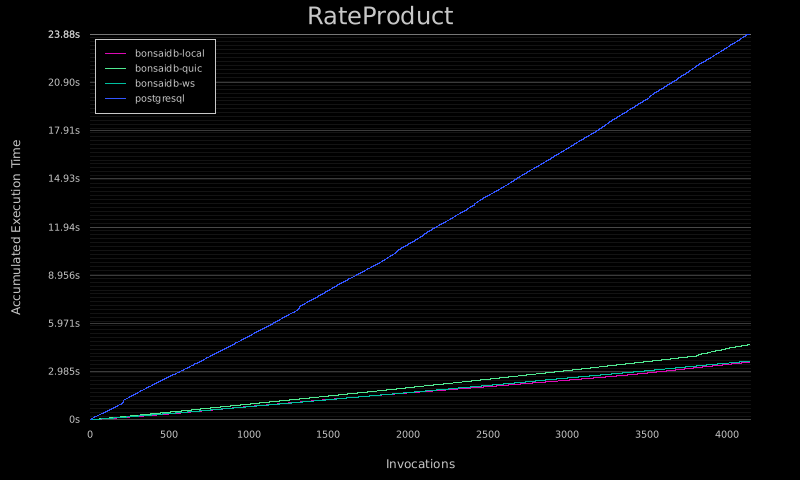 RateProduct
23.88s
20.90s
17.91s
14.93s
11.94s
8.956s
5.971s
2.985s
0s
bonsaidb-local
bonsaidb-quic
bonsaidb-ws
postgresql
Accumulated Execution Time
0 500 1000 1500 2000 2500 3000 3500 4000
Invocations